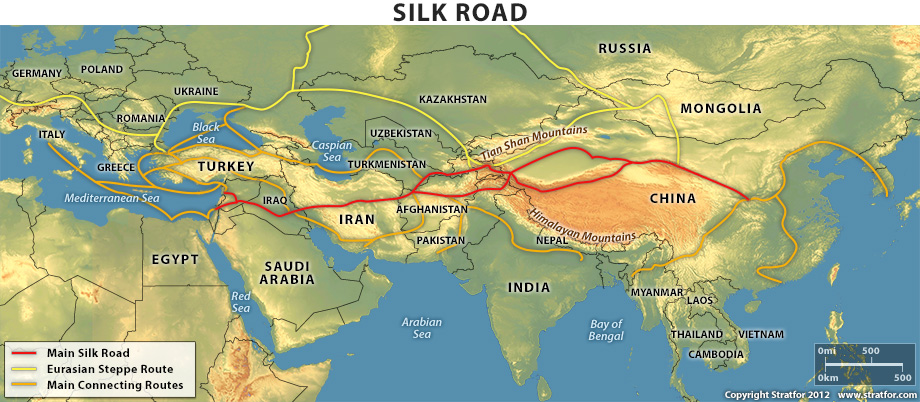 SILK ROAD
RUSSIA
GERMANY
POLAND
UKRAINE
KAZAKHSTAN
MONGOLIA
ROMANIA
ITALY
Black
Sea
UZBEKISTAN
Tian Shan Mountains
Caspian
Sea
GREECE
TURKEY
TURKMENISTAN
Mediterranean Sea
IRAQ
IRAN
AFGHANISTAN
CHINA
Himalayan Mountains
PAKISTAN
NEPAL
EGYPT
SAUDI
ARABIA
INDIA
MYANMAR
LAOS
Red
Sea
Arabian
Sea
Bay of
Bengal
THAILAND
VIETNAM
CAMBODIA
Main Silk Road
Eurasian Steppe Route
Main Connecting Routes
0mi 500
0km 500
Copyright Stratfor 2012 www.stratfor.com